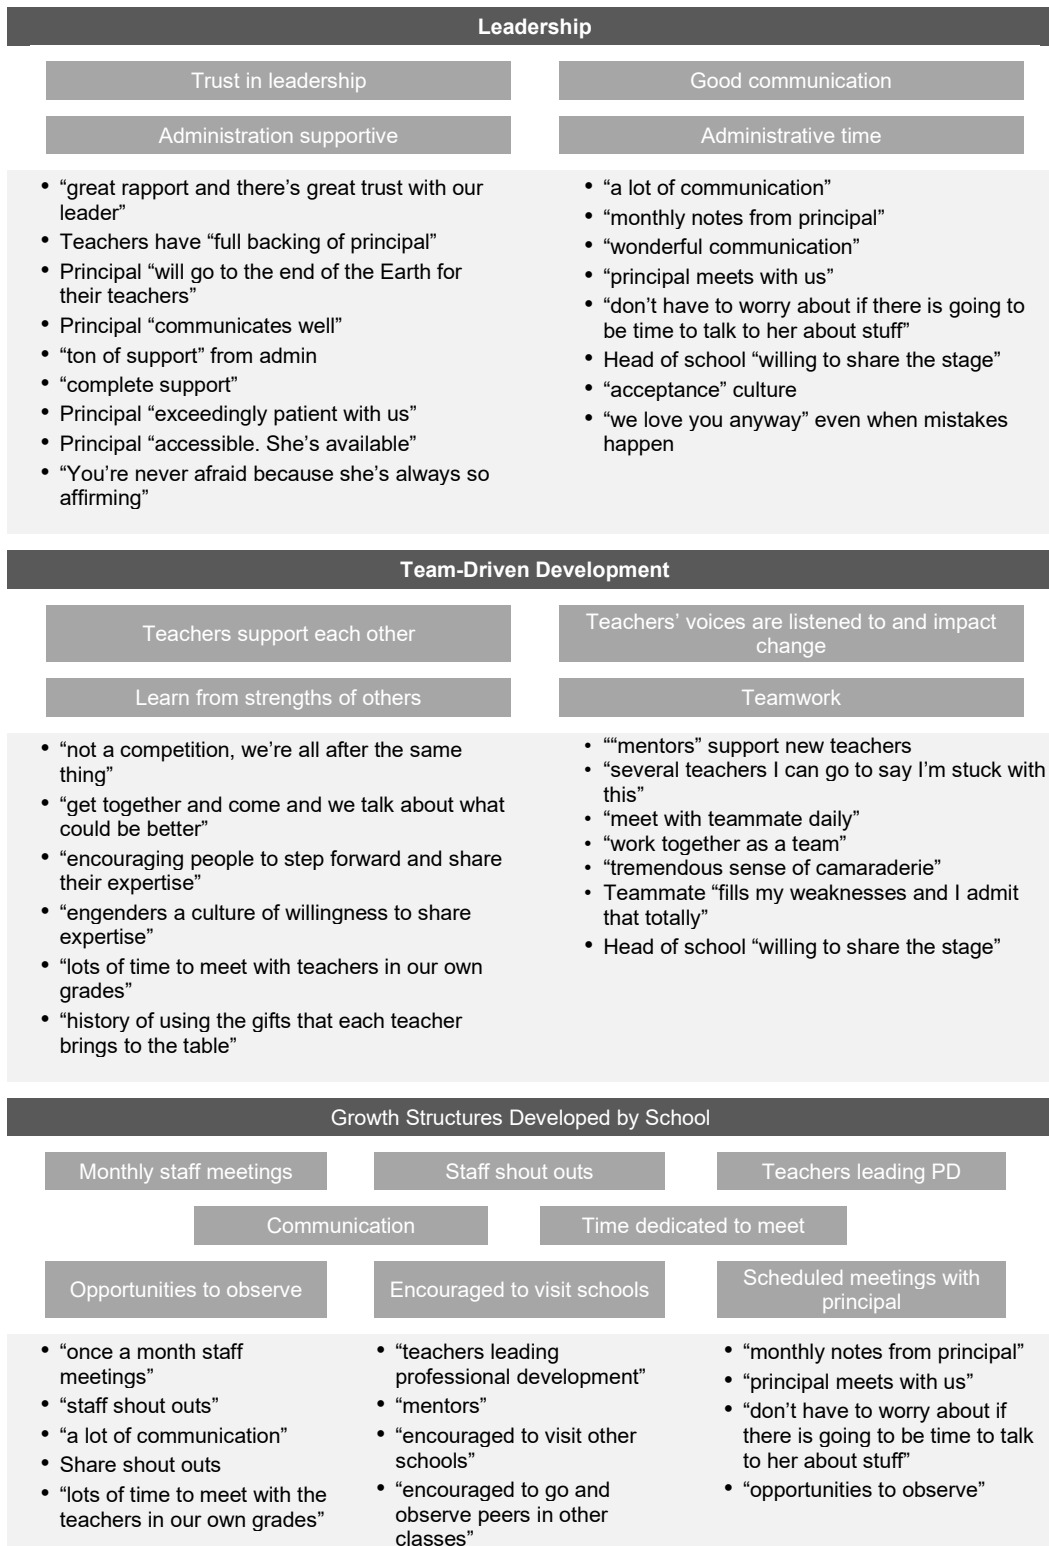 Leadership
Trust in leadership
Good communication
Administration supportive
Administrative time
• “great rapport and there’s great trust with our
leader”
• Teachers have “full backing of principal”
• Principal “will go to the end of the Earth for
their teachers”
• Principal “communicates well”
• “ton of support” from admin
• “complete support”
• Principal “exceedingly patient with us”
• Principal “accessible. She’s available”
• “You’re never afraid because she’s always so
affirming”
• “a lot of communication”
• “monthly notes from principal”
• “wonderful communication”
• “principal meets with us”
• “don’t have to worry about if there is going to
be time to talk to her about stuff”
• Head of school “willing to share the stage”
• “acceptance” culture
• “we love you anyway” even when mistakes
happen
Team-Driven Development
Teachers support each other
Teachers’ voices are listened to and impact
change
Learn from strengths of others
Teamwork
• “not a competition, we’re all after the same
thing”
• “get together and come and we talk about what
could be better”
• “encouraging people to step forward and share
their expertise”
• “engenders a culture of willingness to share
expertise”
• “lots of time to meet with teachers in our own
grades”
• “history of using the gifts that each teacher
brings to the table”
• ““mentors” support new teachers
• “several teachers I can go to say I’m stuck with
this”
• “meet with teammate daily”
• “work together as a team”
• “tremendous sense of camaraderie”
• Teammate “fills my weaknesses and I admit
that totally”
• Head of school “willing to share the stage”
Growth Structures Developed by School
Monthly staff meetings
Staff shout outs
Teachers leading PD
Communication
Time dedicated to meet
Opportunities to observe
Encouraged to visit schools
Scheduled meetings with
principal
• “once a month staff
meetings”
• “staff shout outs”
• “a lot of communication”
• Share shout outs
• “lots of time to meet with the
teachers in our own grades”
• “teachers leading
professional development”
• “mentors”
• “encouraged to visit other
schools”
• “encouraged to go and
observe peers in other
classes”
• “monthly notes from principal”
• “principal meets with us”
• “don’t have to worry about if
there is going to be time to talk
to her about stuff”
• “opportunities to observe”